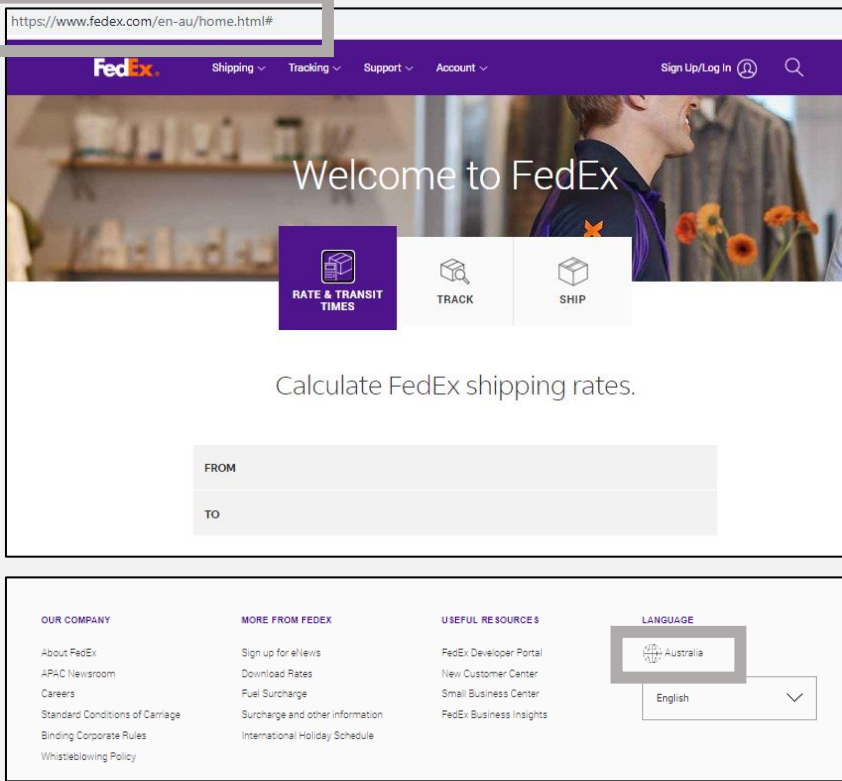 https://www.fedex.com/en-au/home.html#
FedEx. Shipping Tracking Support Account Sign Up/Log In
Welcome to FedEx
RATE & TRANSIT
TIMES
TRACK
SHIP
Calculate FedEx shipping rates.
FROM
TO
OUR COMPANY
About FedEx
APAC Newsroom
Careers
Standard Conditions of Carriage
Binding Corporate Rules
Whistleblowing Policy
MORE FROM FEDEX
Sign up for eNews
Download Rates
Fuel Surcharge
Surcharge and other information
International Holiday Schedule
USEFUL RESOURCES
FedEx Developer Portal
New Customer Center
Small Business Center
FedEx Business Insights
LANGUAGE
Australia
English